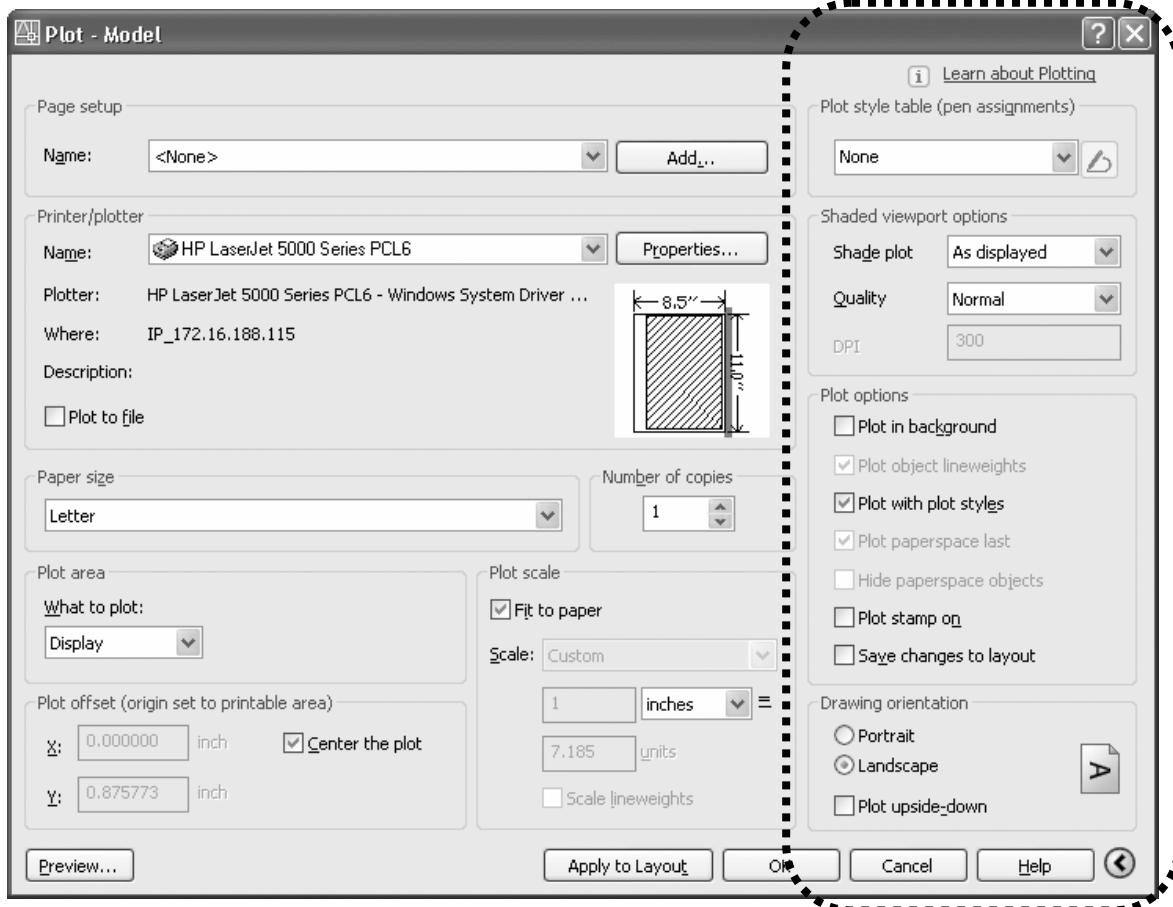 Plot - Model
?
i Learn about Plotting
Page setup
Name: <None> Add...
Plot style table (pen assignments)
None
Printer/plotter
Name: HP LaserJet 5000 Series PCL6 Properties...
Plotter: HP LaserJet 5000 Series PCL6 - Windows System Driver ...
Where: IP_172.16.188.115
Description:
Plot to file
8.5″
11.0″
Shaded viewport options
Shade plot As displayed
Quality Normal
DPI 300
Paper size
Letter
Number of copies
1
Plot options
Plot in background
Plot object lineweights
Plot with plot styles
Plot paperspace last
Hide paperspace objects
Plot stamp on
Save changes to layout
Plot area
What to plot:
Display
Plot scale
Fit to paper
Scale: Custom
1 inches =
7.185 units
Scale lineweights
Plot offset (origin set to printable area)
X: 0.000000 inch Center the plot
Y: 0.875773 inch
Drawing orientation
Portrait
Landscape
Plot upside-down
A
Preview... Apply to Layout OK Cancel Help